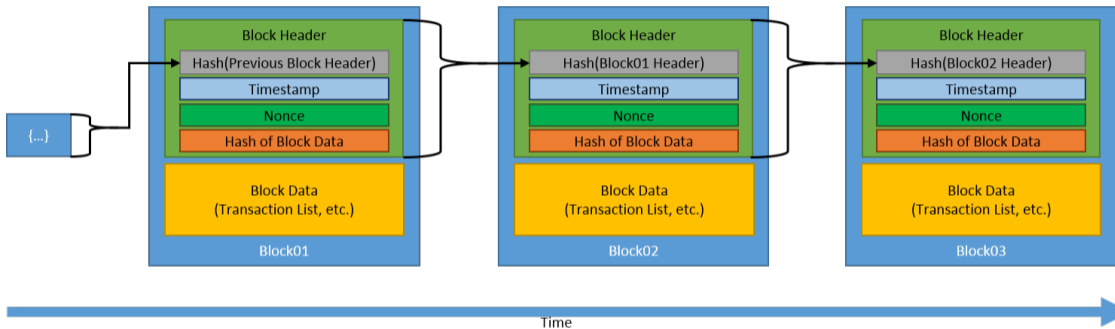 {...}
Block Header
Hash(Previous Block Header)
Timestamp
Nonce
Hash of Block Data
Block Data
(Transaction List, etc.)
Block01
Block Header
Hash(Block01 Header)
Timestamp
Nonce
Hash of Block Data
Block Data
(Transaction List, etc.)
Block02
Block Header
Hash(Block02 Header)
Timestamp
Nonce
Hash of Block Data
Block Data
(Transaction List, etc.)
Block03
Time